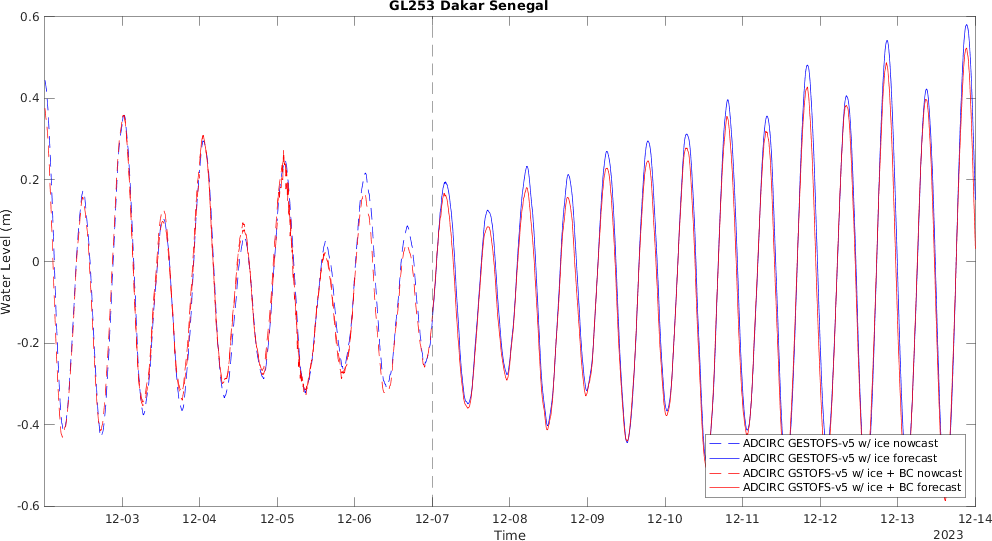 GL253 Dakar Senegal
0.6
0.4
0.2
0
-0.2
-0.4
-0.6
Water Level (m)
ADCIRC GESTOFS-v5 w/ ice nowcast
ADCIRC GESTOFS-v5 w/ ice forecast
ADCIRC GSTOFS-v5 w/ ice + BC nowcast
ADCIRC GSTOFS-v5 w/ ice + BC forecast
12-03 12-04 12-05 12-06 12-07 12-08 12-09 12-10 12-11 12-12 12-13 12-14
Time
2023